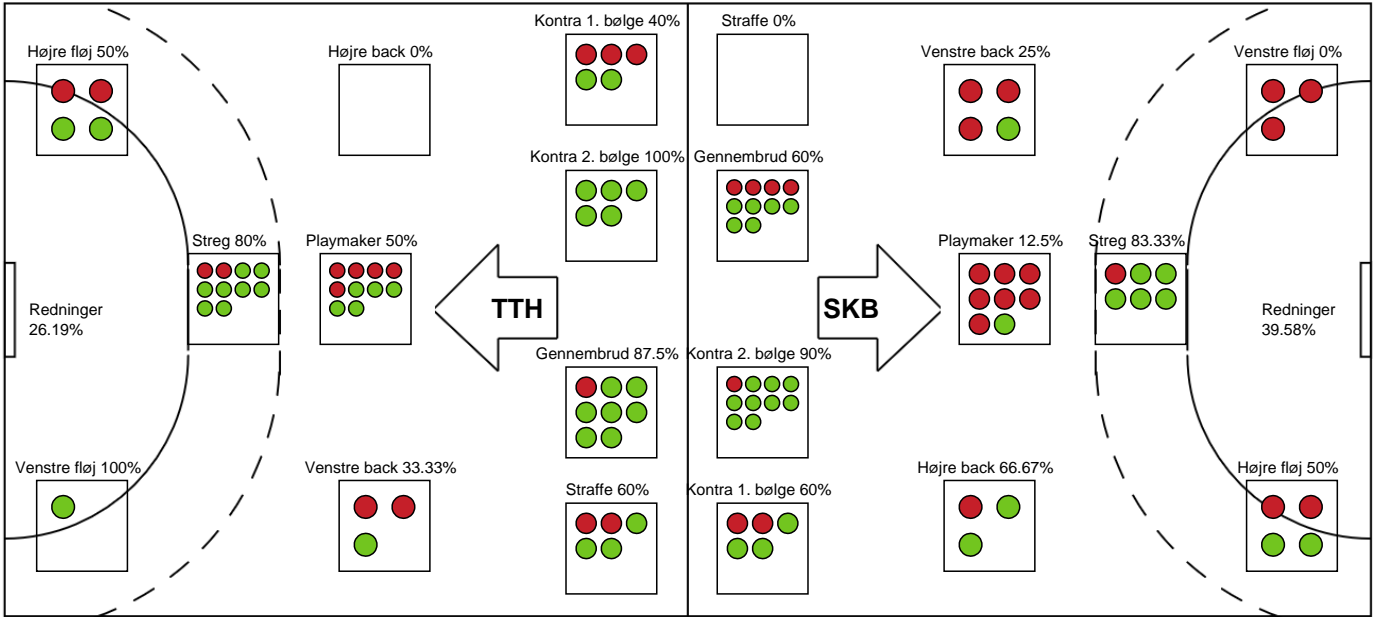 Kontra 1. bølge 40%
Straffe 0%
Højre fløj 50%
Højre back 0%
Venstre back 25%
Venstre fløj 0%
Kontra 2. bølge 100%
Gennembrud 60%
Streg 80%
Playmaker 50%
Playmaker 12.5%
Streg 83.33%
Redninger
26.19%
TTH
SKB
Redninger
39.58%
Gennembrud 87.5%
Kontra 2. bølge 90%
Venstre fløj 100%
Venstre back 33.33%
Straffe 60%
Kontra 1. bølge 60%
Højre back 66.67%
Højre fløj 50%